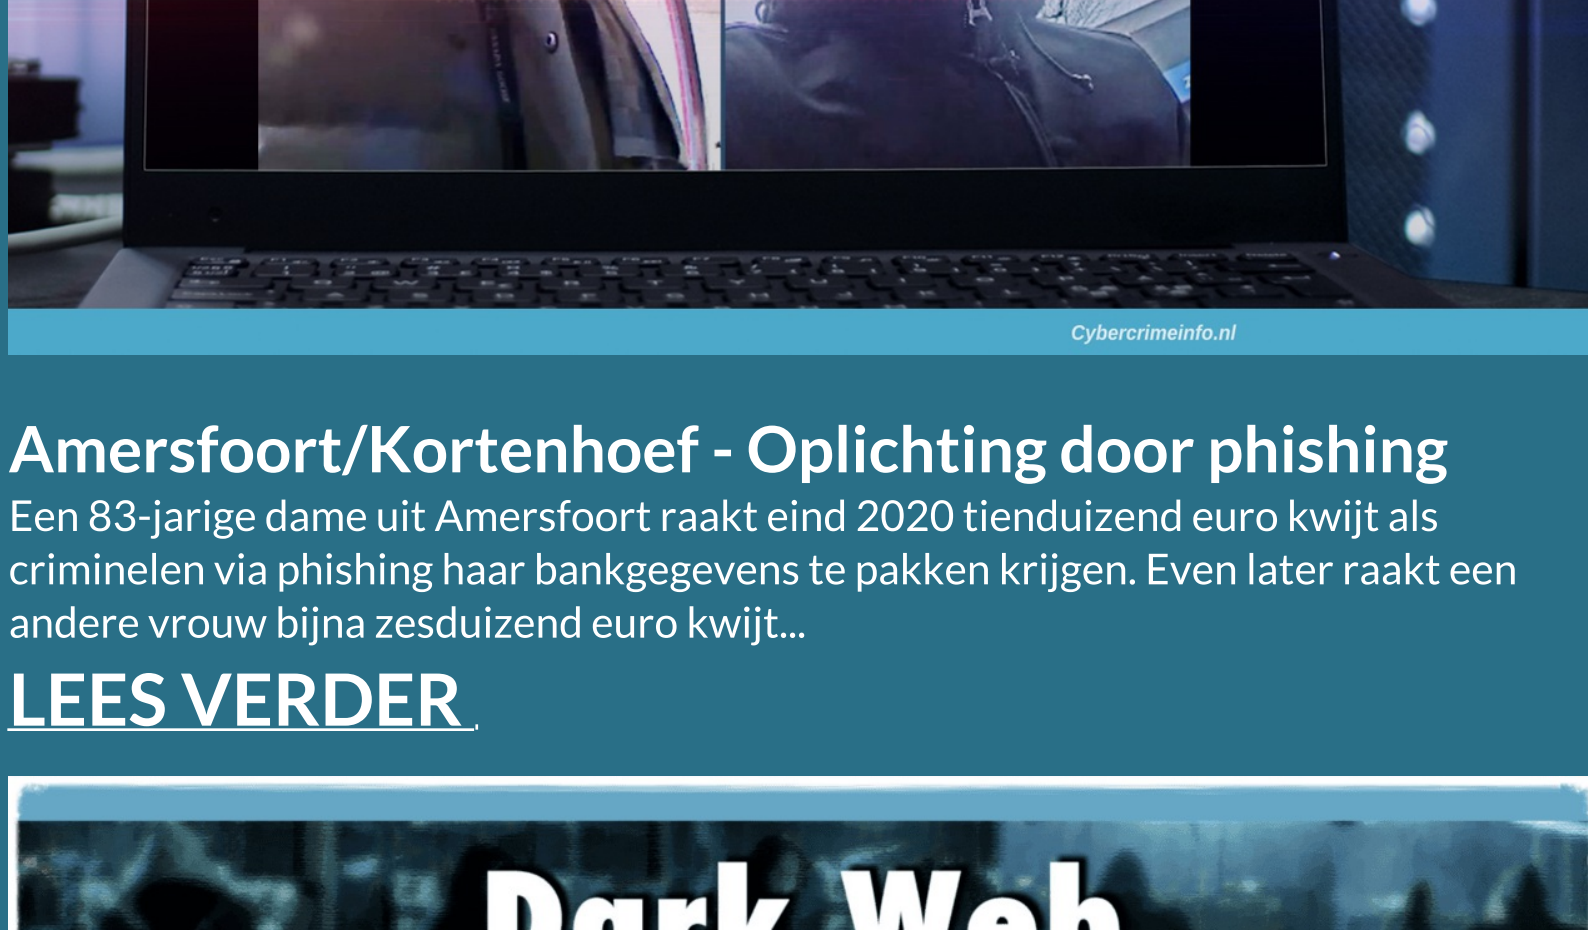 Cybercrimeinfo.nl
Amersfoort/Kortenhoef - Oplichting door phishing
Een 83-jarige dame uit Amersfoort raakt eind 2020 tienduizend euro kwijt als
criminelen via phishing haar bankgegevens te pakken krijgen. Even later raakt een
andere vrouw bijna zesduizend euro kwijt...
LEES VERDER .
Dark Web